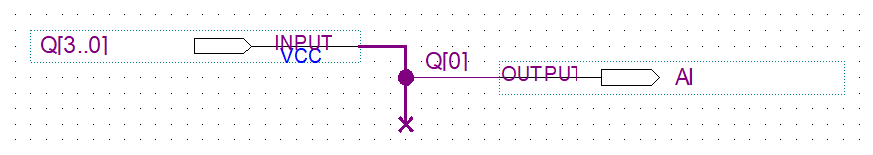 Q[3..0]
INPUT
VCC
Q[0]
OUTPUT
AI